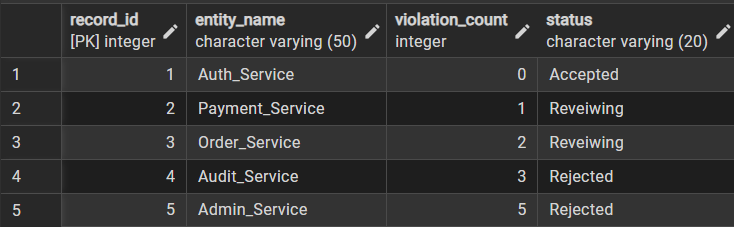 record_id entity_name violation_count status
[PK] integer character varying (50) integer character varying (20)
1 1 Auth_Service 0 Accepted
2 2 Payment_Service 1 Reveiwing
3 3 Order_Service 2 Reveiwing
4 4 Audit_Service 3 Rejected
5 5 Admin_Service 5 Rejected